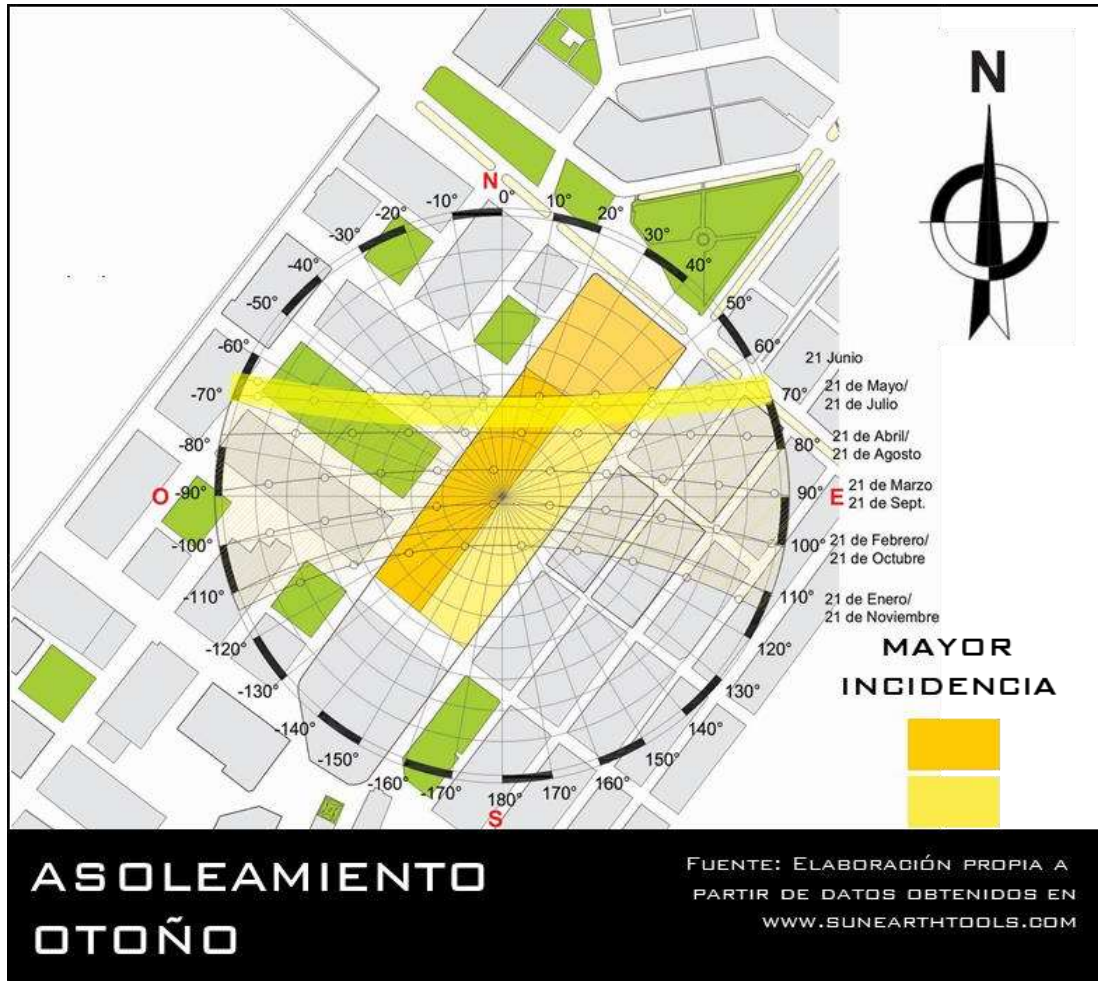 N
N
0°
-10°
10°
-20°
20°
-30°
30°
-40°
40°
-50°
50°
-60°
60°
21 Junio
-70°
70°
21 de Mayo/
21 de Julio
-80°
80°
21 de Abril/
21 de Agosto
O
-90°
90°
E
21 de Marzo
21 de Sept.
-100°
100°
21 de Febrero/
21 de Octubre
-110°
110°
21 de Enero/
21 de Noviembre
-120°
120°
-130°
130°
-140°
140°
-150°
150°
-160°
160°
-170°
170°
180°
S
MAYOR
INCIDENCIA
ASOLEAMIENTO
OTOÑO
FUENTE: ELABORACIÓN PROPIA A
PARTIR DE DATOS OBTENIDOS EN
WWW.SUNEARTHTOOLS.COM